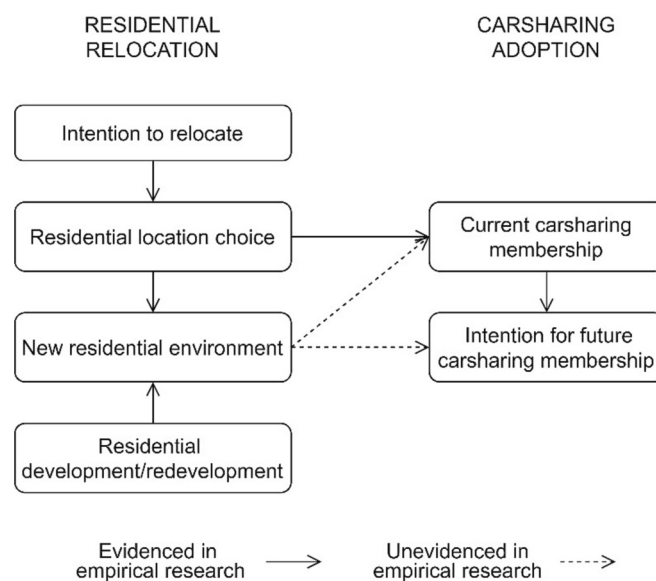 RESIDENTIAL
RELOCATION
CARSHARING
ADOPTION
Intention to relocate
Residential location choice
Current carsharing
membership
New residential environment
Intention for future
carsharing membership
Residential
development/redevelopment
Evidenced in
empirical research
Unevidenced in
empirical research